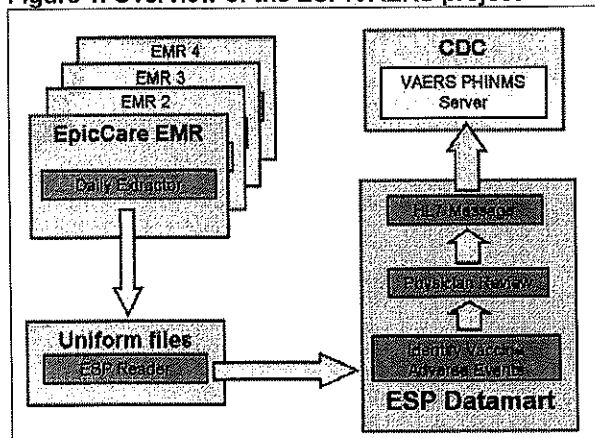 Figure 1. Overview of the ESP:VAERS project
EMR 4
EMR 3
EMR 2
EpicCare EMR
Daily Extractor
Uniform files
ESP Reader
CDC
VAERS PHINMS
Server
HL7 Message
Physician Review
Identify Vaccine
Adverse Events
ESP Datamart